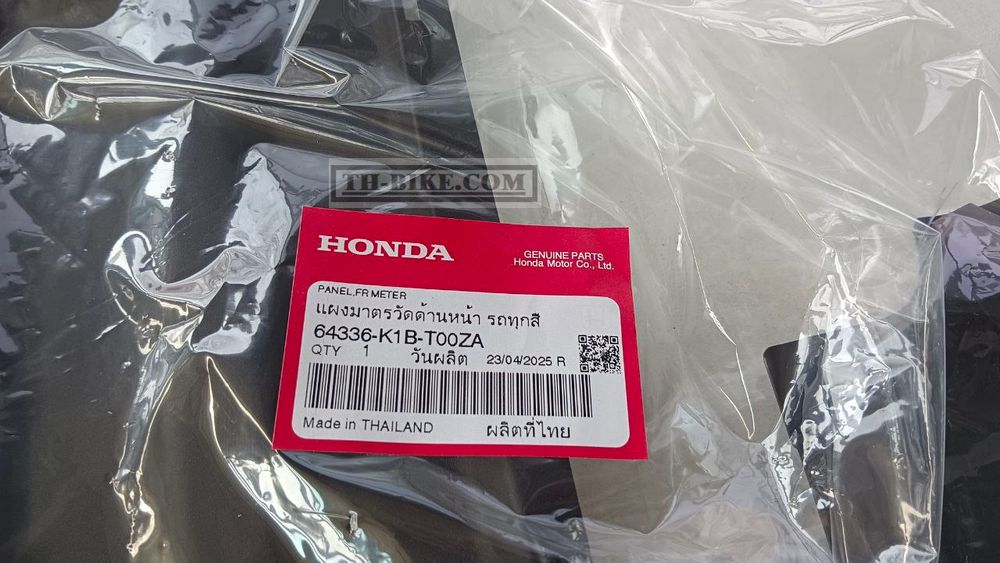 TH-BIKE.COM
HONDA
GENUINE PARTS
Honda Motor Co., Ltd.
PANEL,FR METER
แผงมาตรวัดด้านหน้า รถทุกสี
64336-K1B-T00ZA
QTY 1 วันผลิต 23/04/2025 R
Made in THAILAND ผลิตที่ไทย